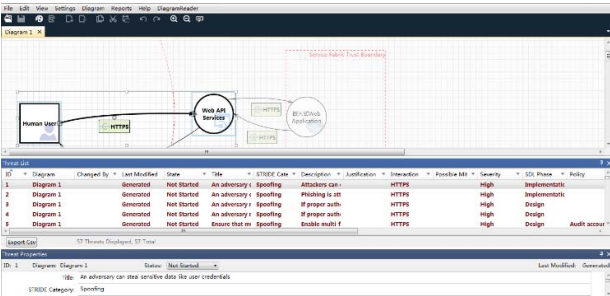 File Edit View Settings Diagram Reports Help DiagramReader
Diagram 1 ×
Service Fabric Trust Boundary
Human User
HTTPS
Web API
Services
HTTPS
HTTPS
Web
Application
Threat List
ID Diagram Changed By Last Modified State Title STRIDE Cate Description Justification Interaction Possible Mit Severity SDL Phase Policy
1 Diagram 1 Generated Not Started An adversary c Spoofing Attackers can HTTPS High Implementatic
2 Diagram 1 Generated Not Started An adversary c Spoofing Phishing is att HTTPS High Implementatic
3 Diagram 1 Generated Not Started An adversary c Spoofing If proper auth HTTPS High Design
4 Diagram 1 Generated Not Started An adversary c Spoofing If proper auth HTTPS High Design
5 Diagram 1 Generated Not Started Ensure that m Spoofing Enable multi f HTTPS High Design Audit accour
Export Csv 57 Threats Displayed, 57 Total
Threat Properties
ID: 1 Diagram: Diagram 1 Status: Not Started Last Modified: Generated
Title: An adversary can steal sensitive data like user credentials
STRIDE Category: Spoofing